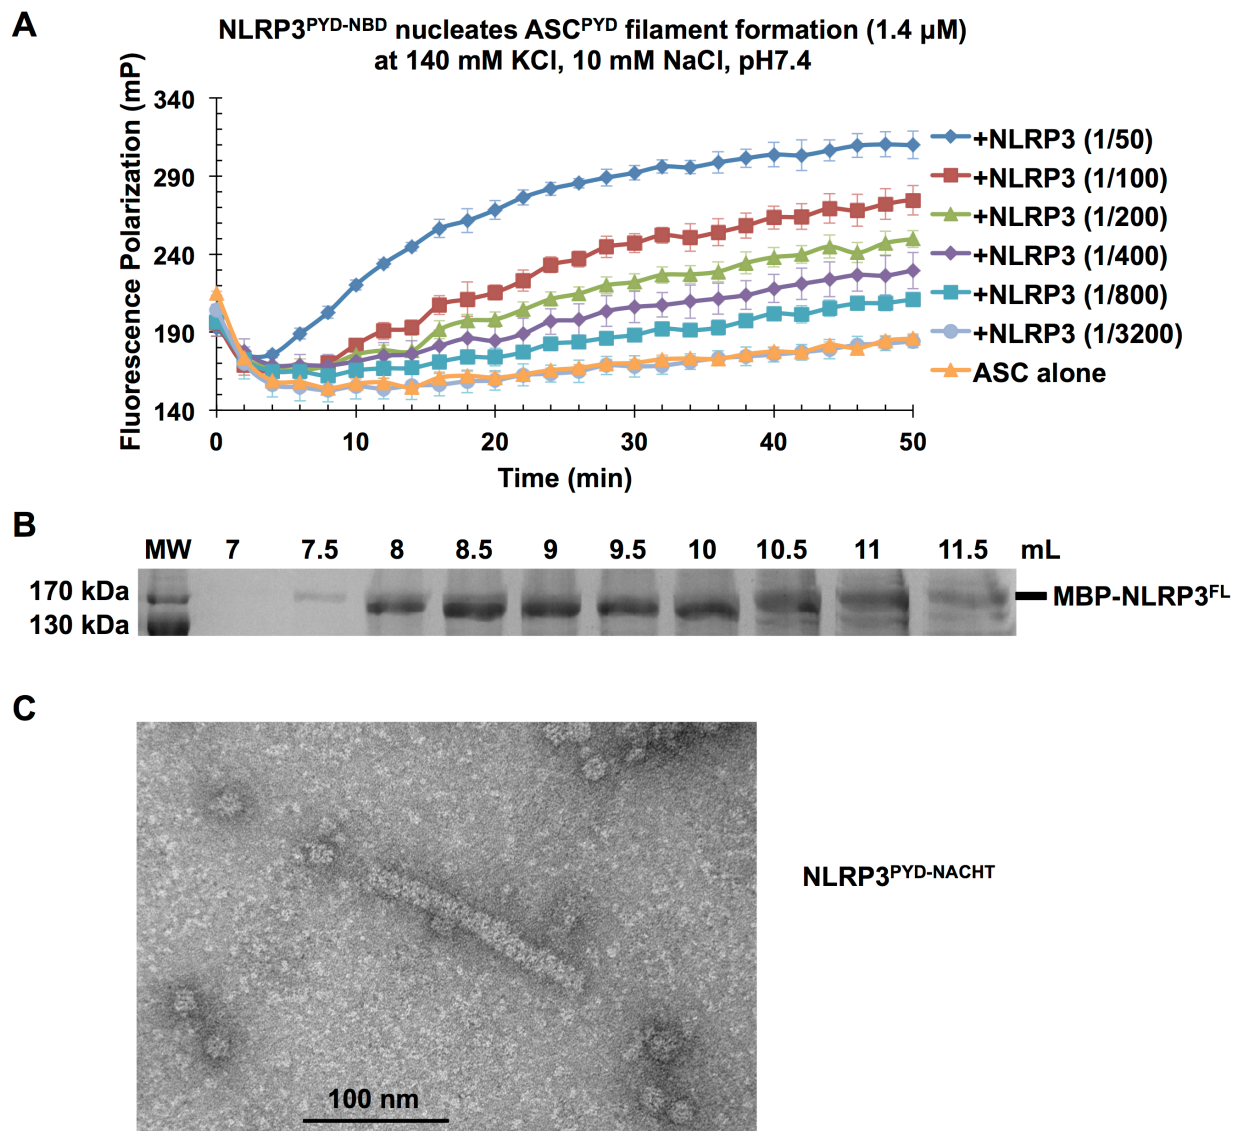 A
NLRP3PYD-NBD nucleates ASCPYD filament formation (1.4 µM)
at 140 mM KCl, 10 mM NaCl, pH7.4
Fluorescence Polarization (mP)
340
290
240
190
140
0 10 20 30 40 50
Time (min)
+NLRP3 (1/50)
+NLRP3 (1/100)
+NLRP3 (1/200)
+NLRP3 (1/400)
+NLRP3 (1/800)
+NLRP3 (1/3200)
ASC alone
B
MW 7 7.5 8 8.5 9 9.5 10 10.5 11 11.5 mL
170 kDa
130 kDa
MBP-NLRP3FL
C
NLRP3PYD-NACHT
100 nm